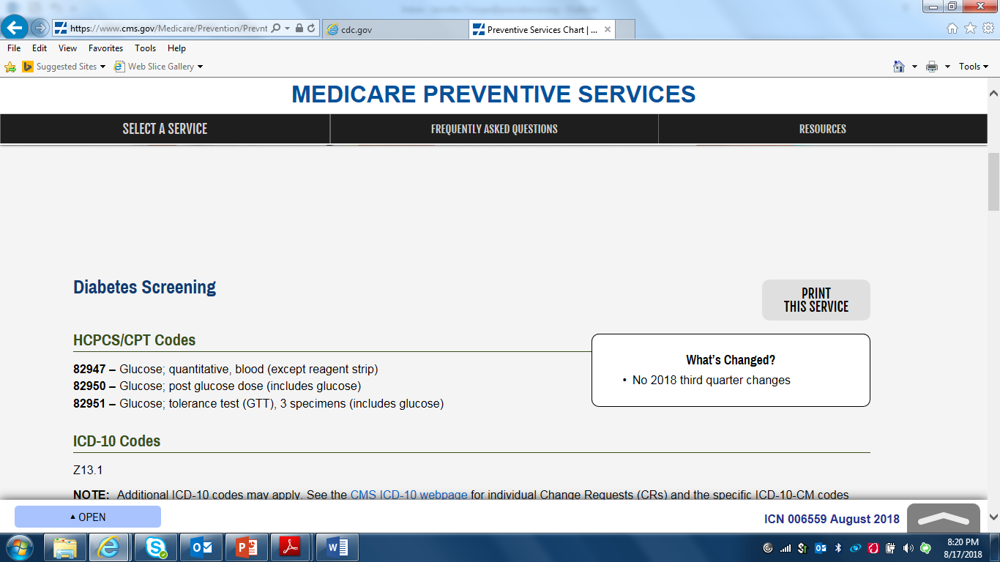 https://www.cms.gov/Medicare/Prevention/Prevnt
cdc.gov
Preventive Services Chart | ...
File Edit View Favorites Tools Help
Suggested Sites
Web Slice Gallery
Tools
MEDICARE PREVENTIVE SERVICES
SELECT A SERVICE
FREQUENTLY ASKED QUESTIONS
RESOURCES
Diabetes Screening
PRINT
THIS SERVICE
HCPCS/CPT Codes
82947 – Glucose; quantitative, blood (except reagent strip)
82950 – Glucose; post glucose dose (includes glucose)
82951 – Glucose; tolerance test (GTT), 3 specimens (includes glucose)
What's Changed?
• No 2018 third quarter changes
ICD-10 Codes
Z13.1
NOTE: Additional ICD-10 codes may apply. See the CMS ICD-10 webpage for individual Change Requests (CRs) and the specific ICD-10-CM codes
OPEN
ICN 006559 August 2018
8:20 PM
8/17/2018